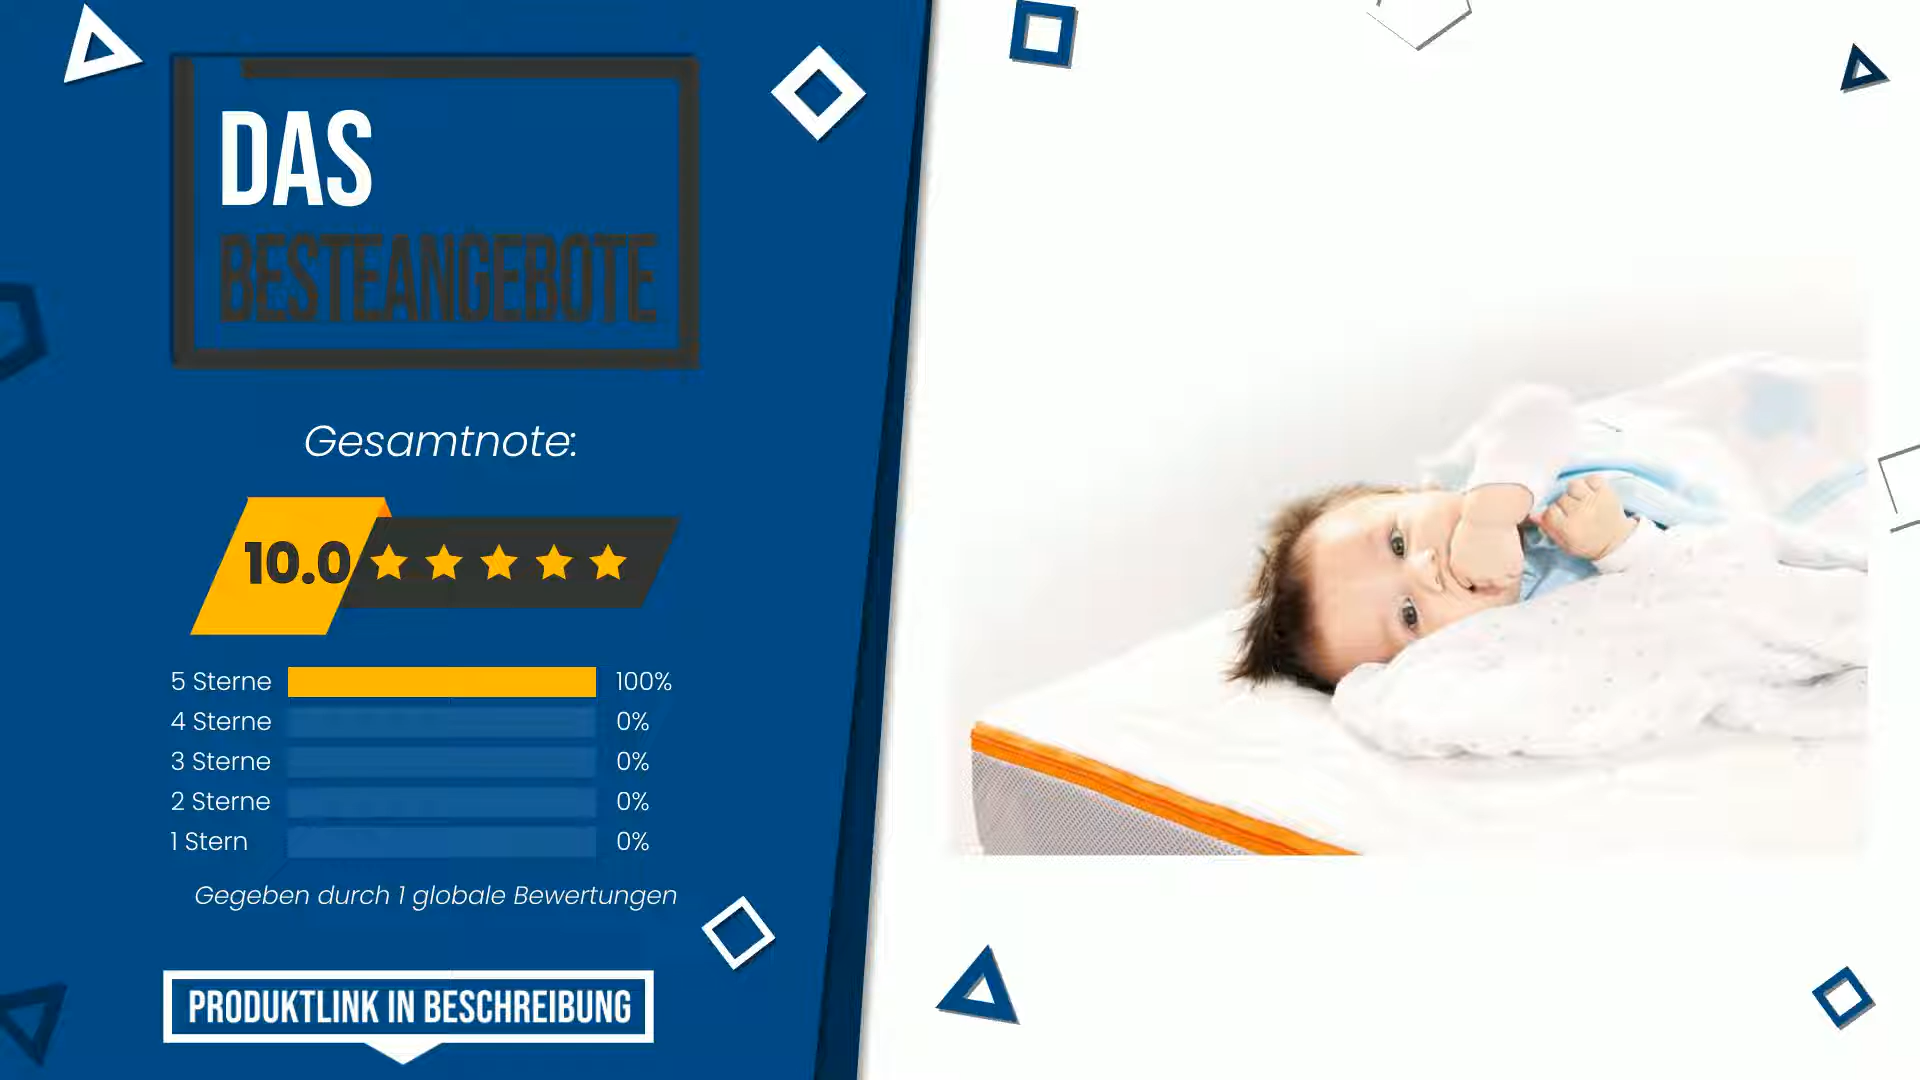 DAS
BESTEANGEBOTE
Gesamtnote:
10.0
5 Sterne 100%
4 Sterne 0%
3 Sterne 0%
2 Sterne 0%
1 Stern 0%
Gegeben durch 1 globale Bewertungen
PRODUKTLINK IN BESCHREIBUNG